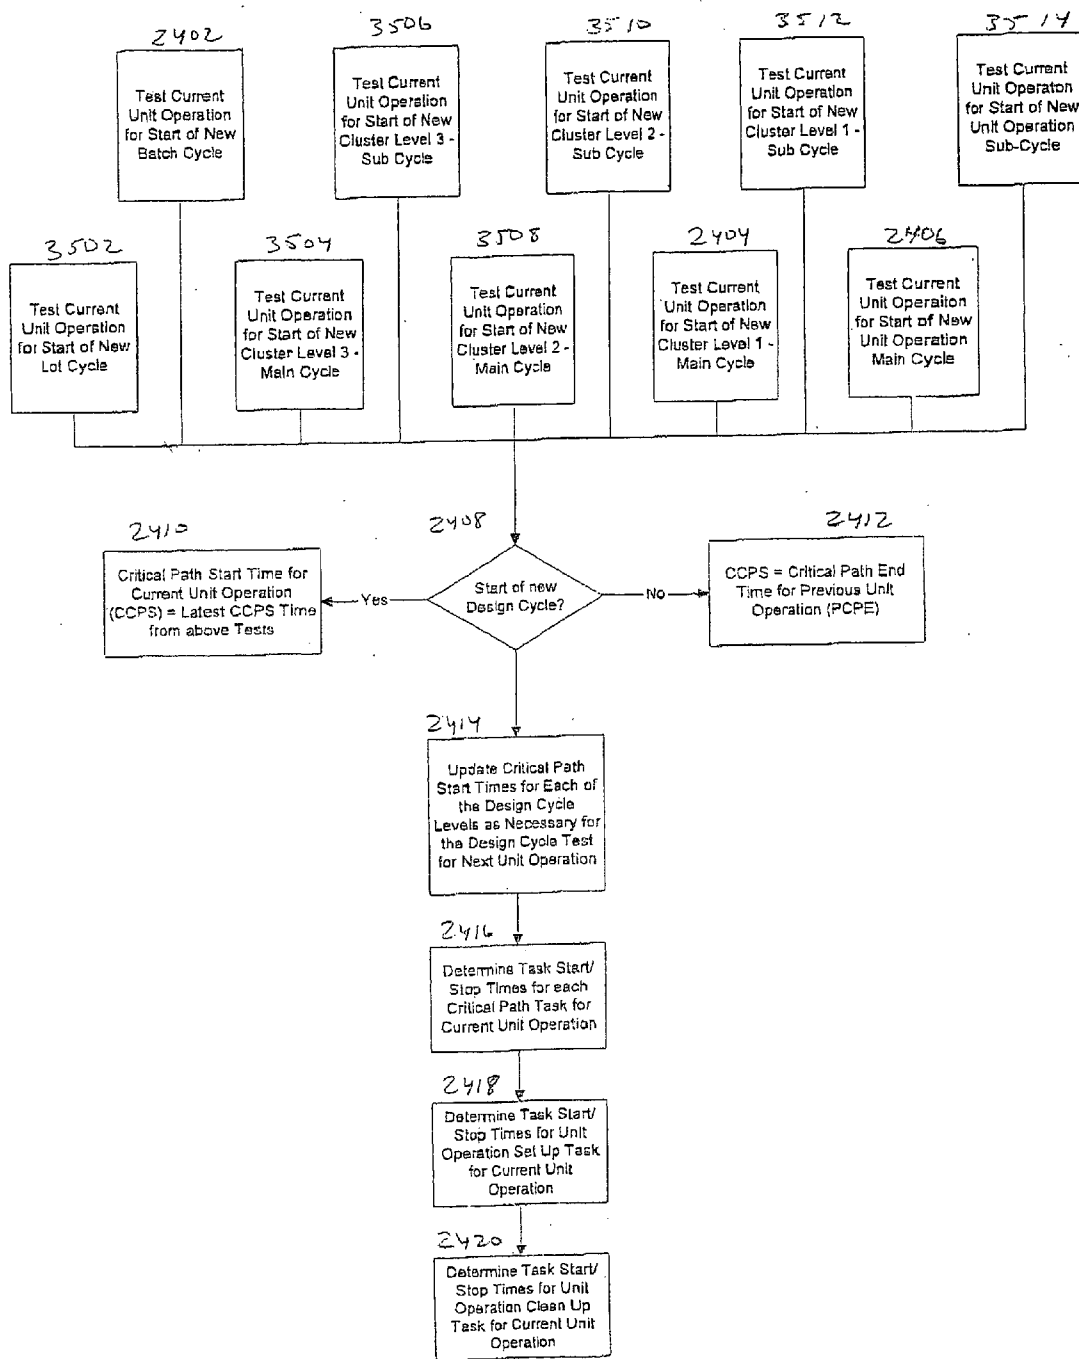 2402
3506
3510
3512
3514
Test Current
Unit Operation
for Start of New
Batch Cycle
Test Current
Unit Operation
for Start of New
Cluster Level 3 -
Sub Cycle
Test Current
Unit Operation
for Start of New
Cluster Level 2 -
Sub Cycle
Test Current
Unit Operation
for Start of New
Cluster Level 1 -
Sub Cycle
Test Current
Unit Operaton
for Start of New
Unit Operation
Sub-Cycle
3502
3504
3508
2404
2406
Test Current
Unit Operation
for Start of New
Lot Cycle
Test Current
Unit Operation
for Start of New
Cluster Level 3 -
Main Cycle
Test Current
Unit Operation
for Start of New
Cluster Level 2 -
Main Cycle
Test Current
Unit Operation
for Start of New
Cluster Level 1 -
Main Cycle
Test Current
Unit Operaiton
for Start of New
Unit Operation
Main Cycle
2410
2408
2412
Critical Path Start Time for
Current Unit Operation
(CCPS) = Latest CCPS Time
from above Tests
Yes
Start of new
Design Cycle?
No
CCPS = Critical Path End
Time for Previous Unit
Operation (PCPE)
2414
Update Critical Path
Start Times for Each of
the Design Cycle
Levels as Necessary for
the Design Cycle Test
for Next Unit Operation
2416
Determine Task Start/
Stop Times for each
Critical Path Task for
Current Unit Operation
2418
Determine Task Start/
Stop Times for Unit
Operation Set Up Task
for Current Unit
Operation
2420
Determine Task Start/
Stop Times for Unit
Operation Clean Up
Task for Current Unit
Operation